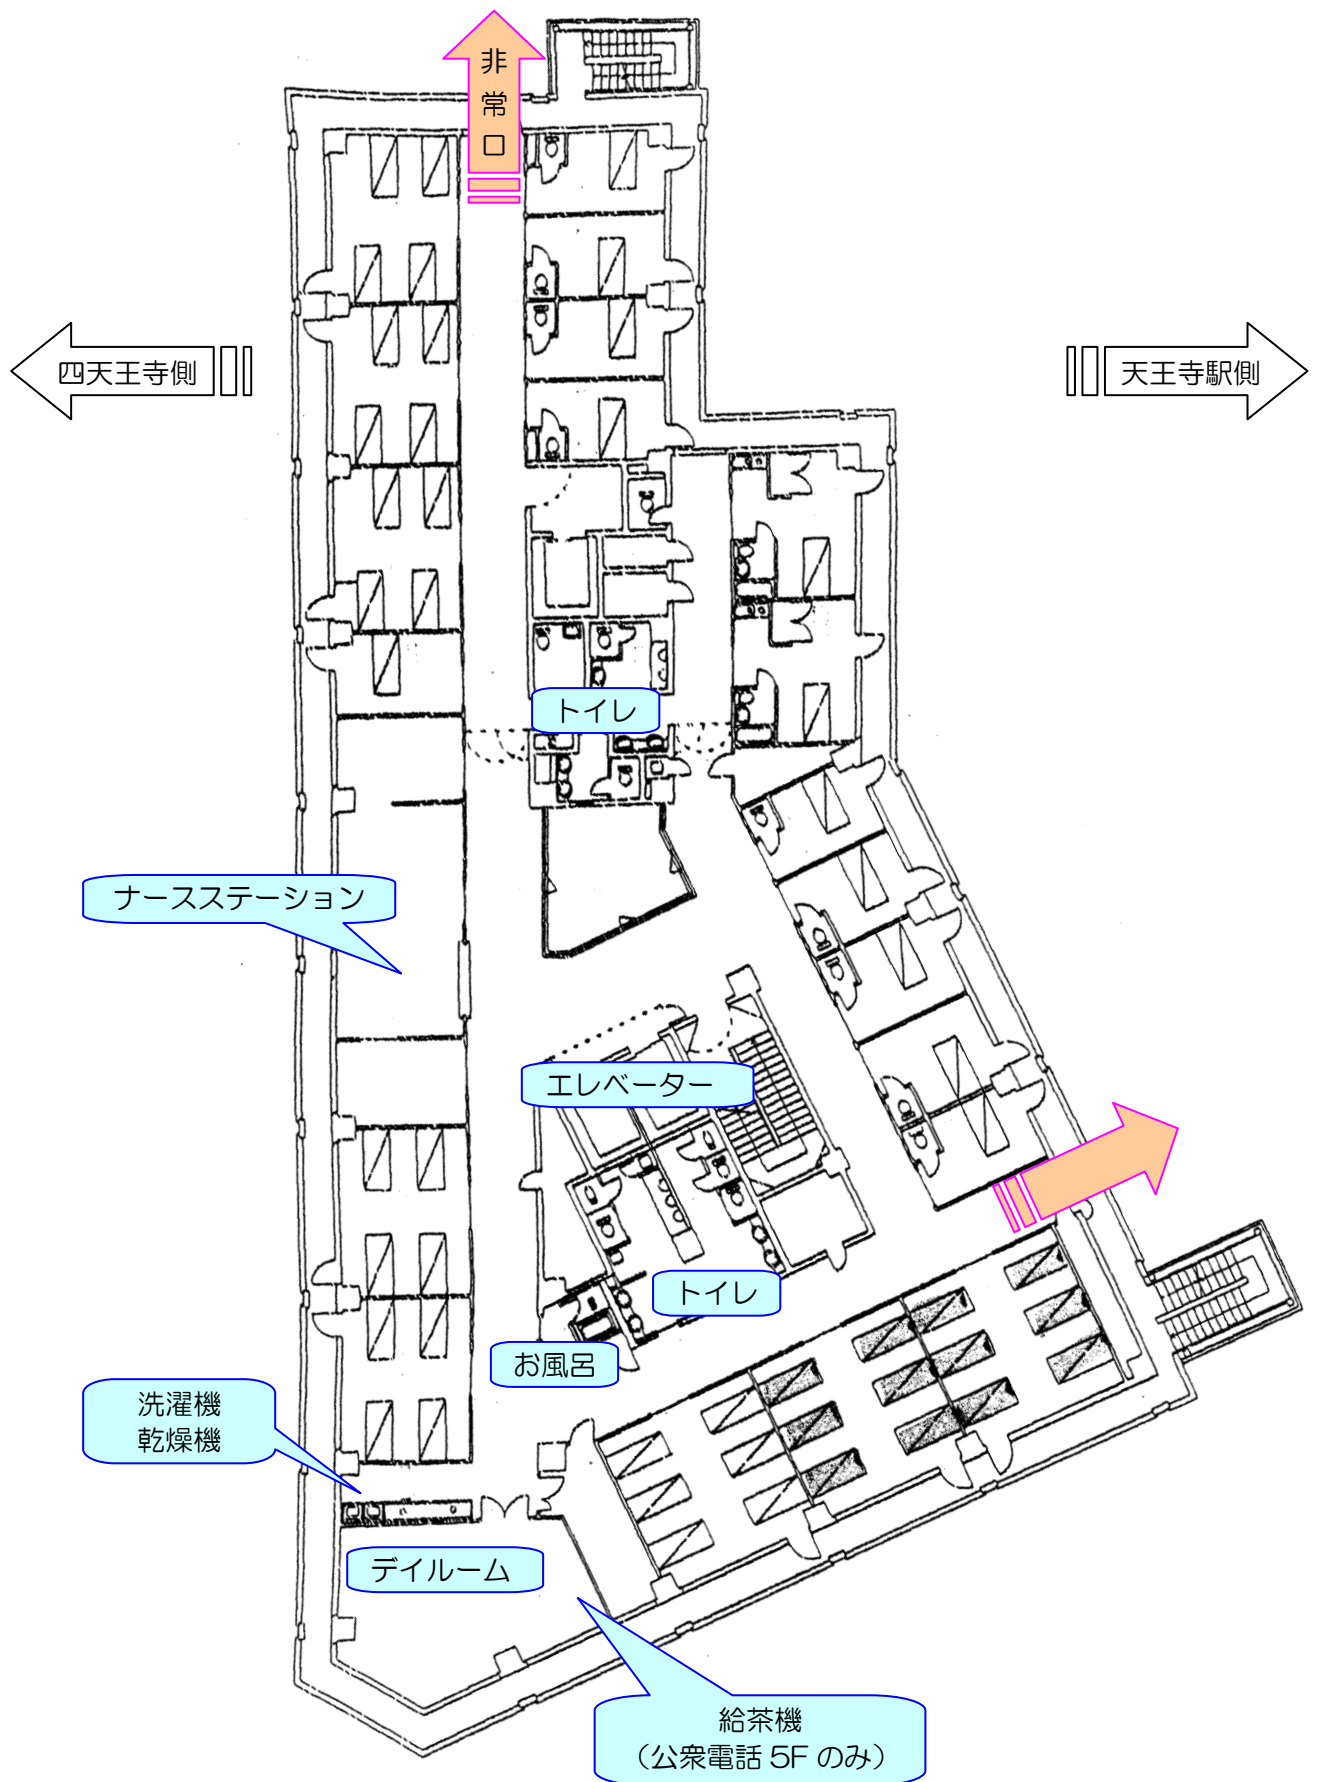 非常口
四天王寺側
天王寺駅側
トイレ
ナースステーション
エレベーター
トイレ
お風呂
洗濯機
乾燥機
デイルーム
給茶機
（公衆電話 5F のみ）